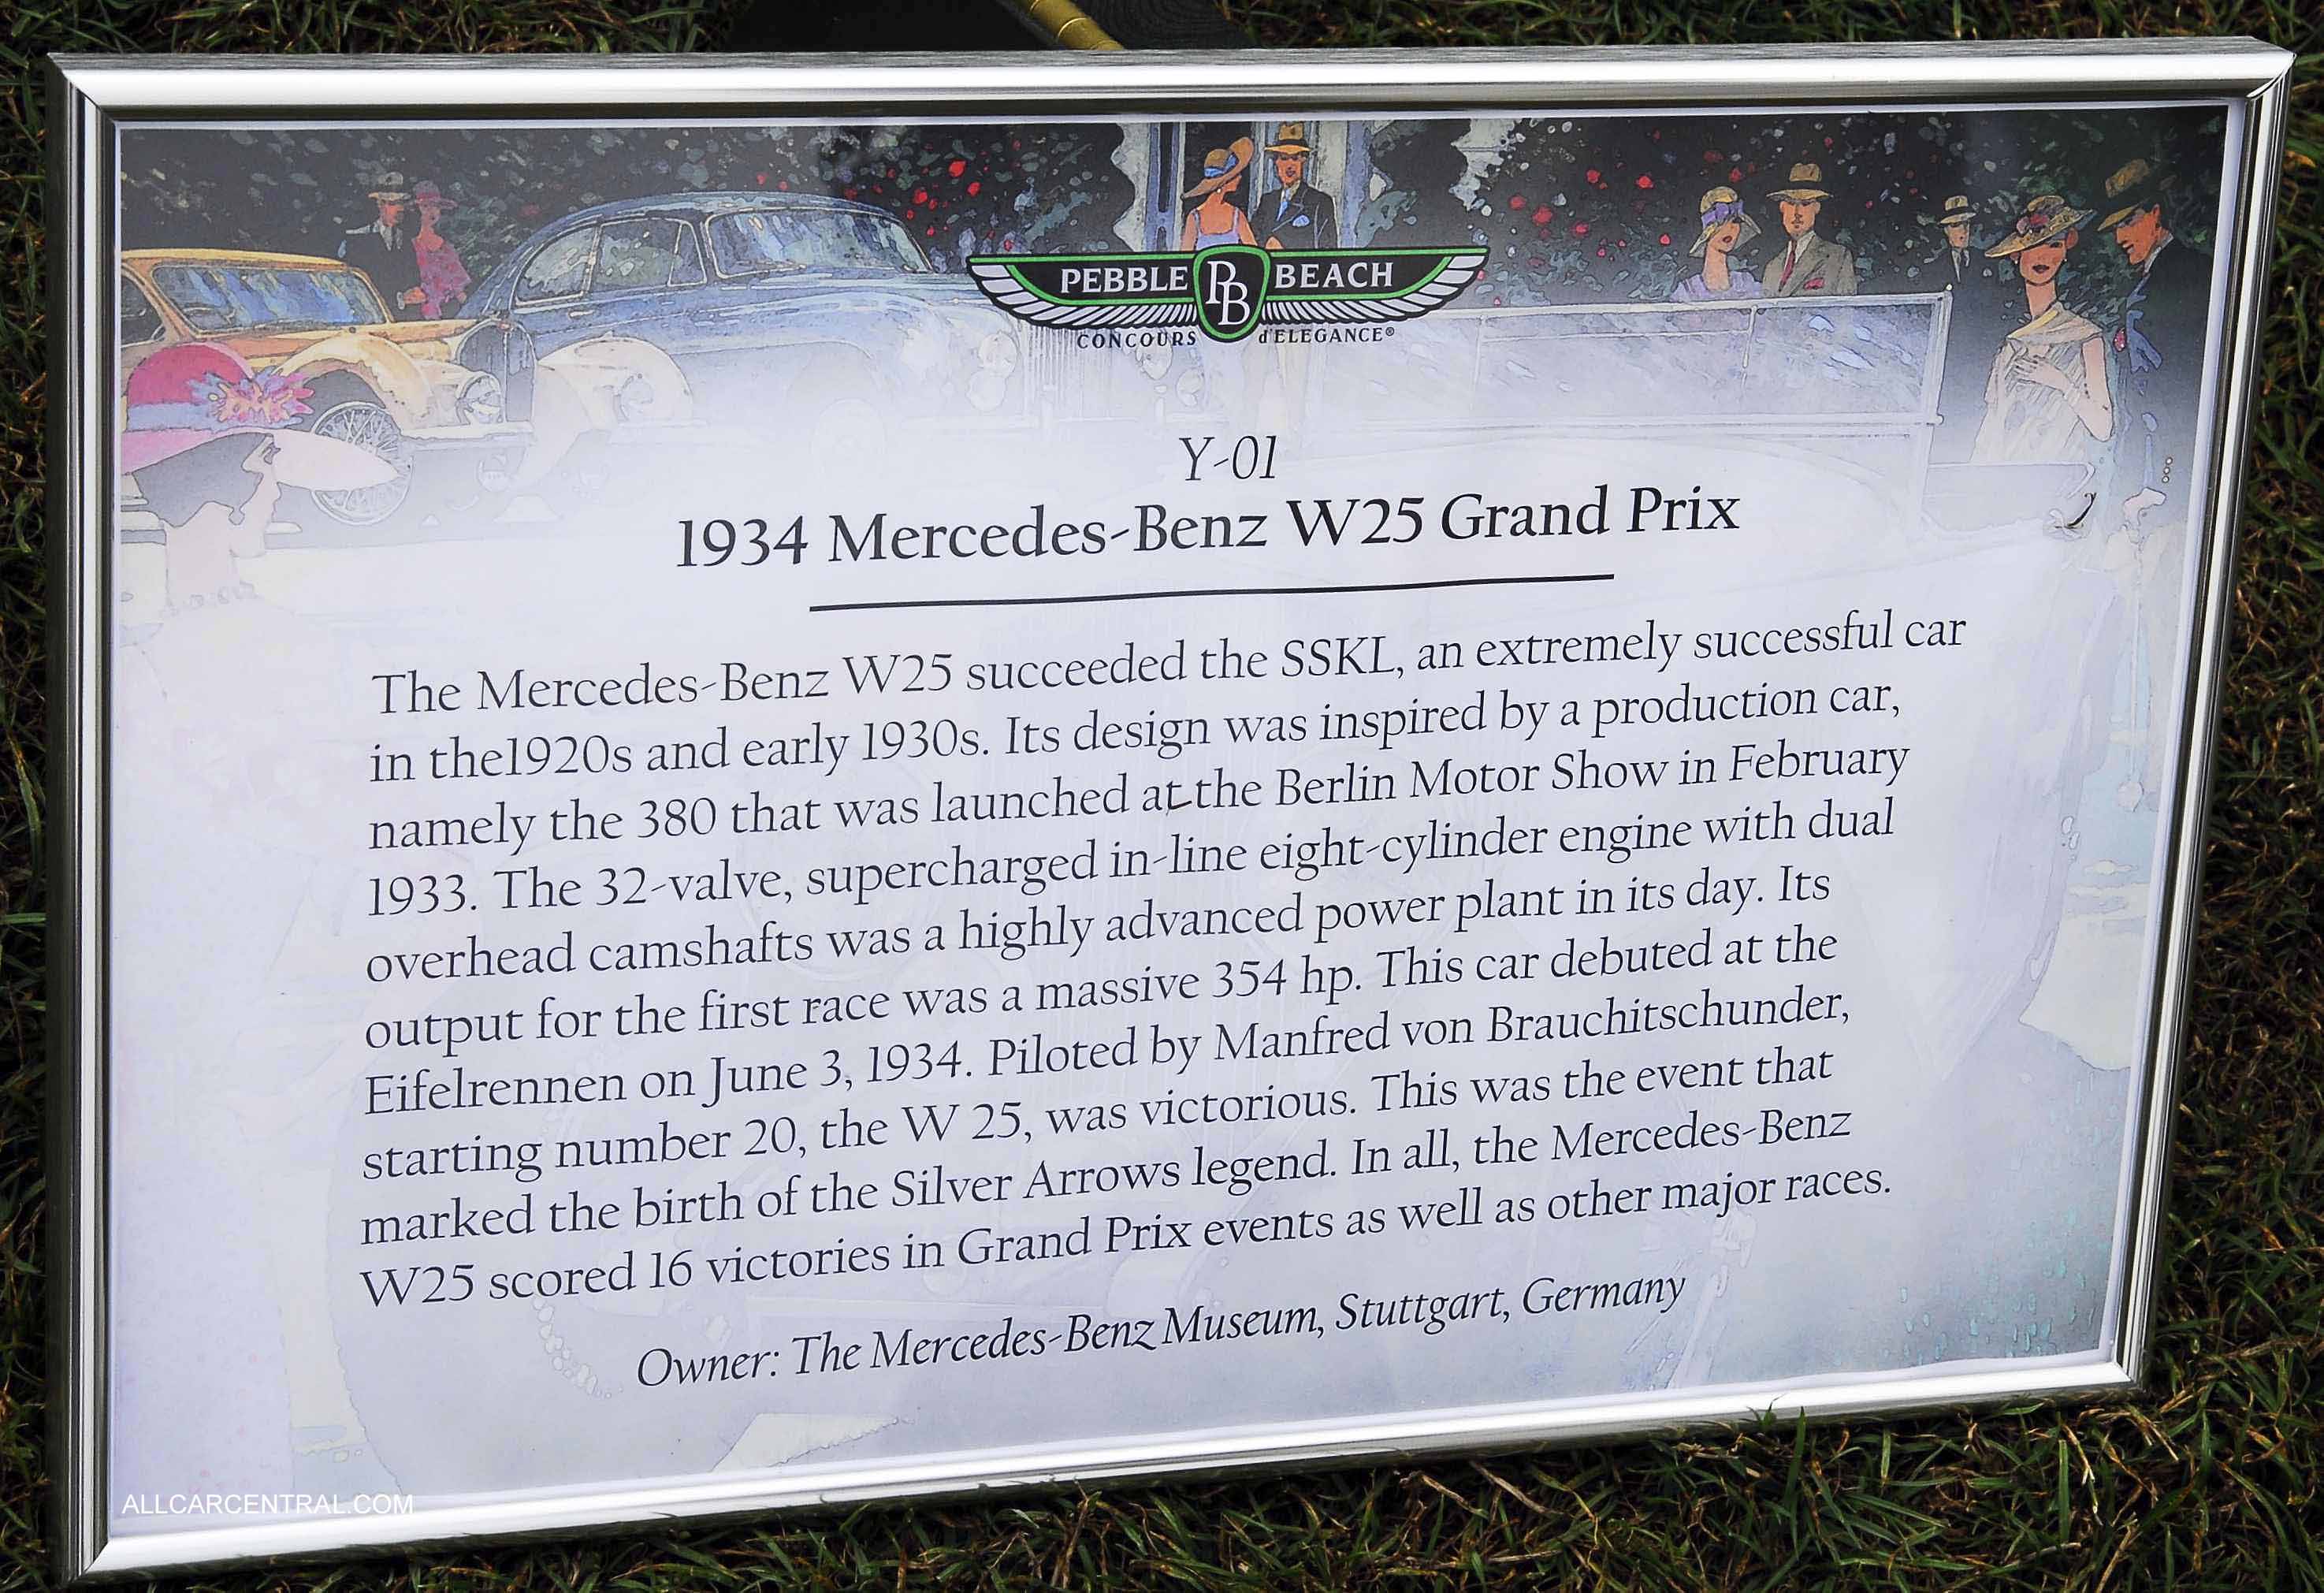 PEBBLE PB BEACH
CONCOURS d'ELEGANCE®
Y-01
1934 Mercedes-Benz W25 Grand Prix
The Mercedes-Benz W25 succeeded the SSKL, an extremely successful car
in the1920s and early 1930s. Its design was inspired by a production car,
namely the 380 that was launched at the Berlin Motor Show in February
1933. The 32-valve, supercharged in-line eight-cylinder engine with dual
overhead camshafts was a highly advanced power plant in its day. Its
output for the first race was a massive 354 hp. This car debuted at the
Eifelrennen on June 3, 1934. Piloted by Manfred von Brauchitschunder,
starting number 20, the W 25, was victorious. This was the event that
marked the birth of the Silver Arrows legend. In all, the Mercedes-Benz
W25 scored 16 victories in Grand Prix events as well as other major races.
Owner: The Mercedes-Benz Museum, Stuttgart, Germany
ALLCARCENTRAL.COM